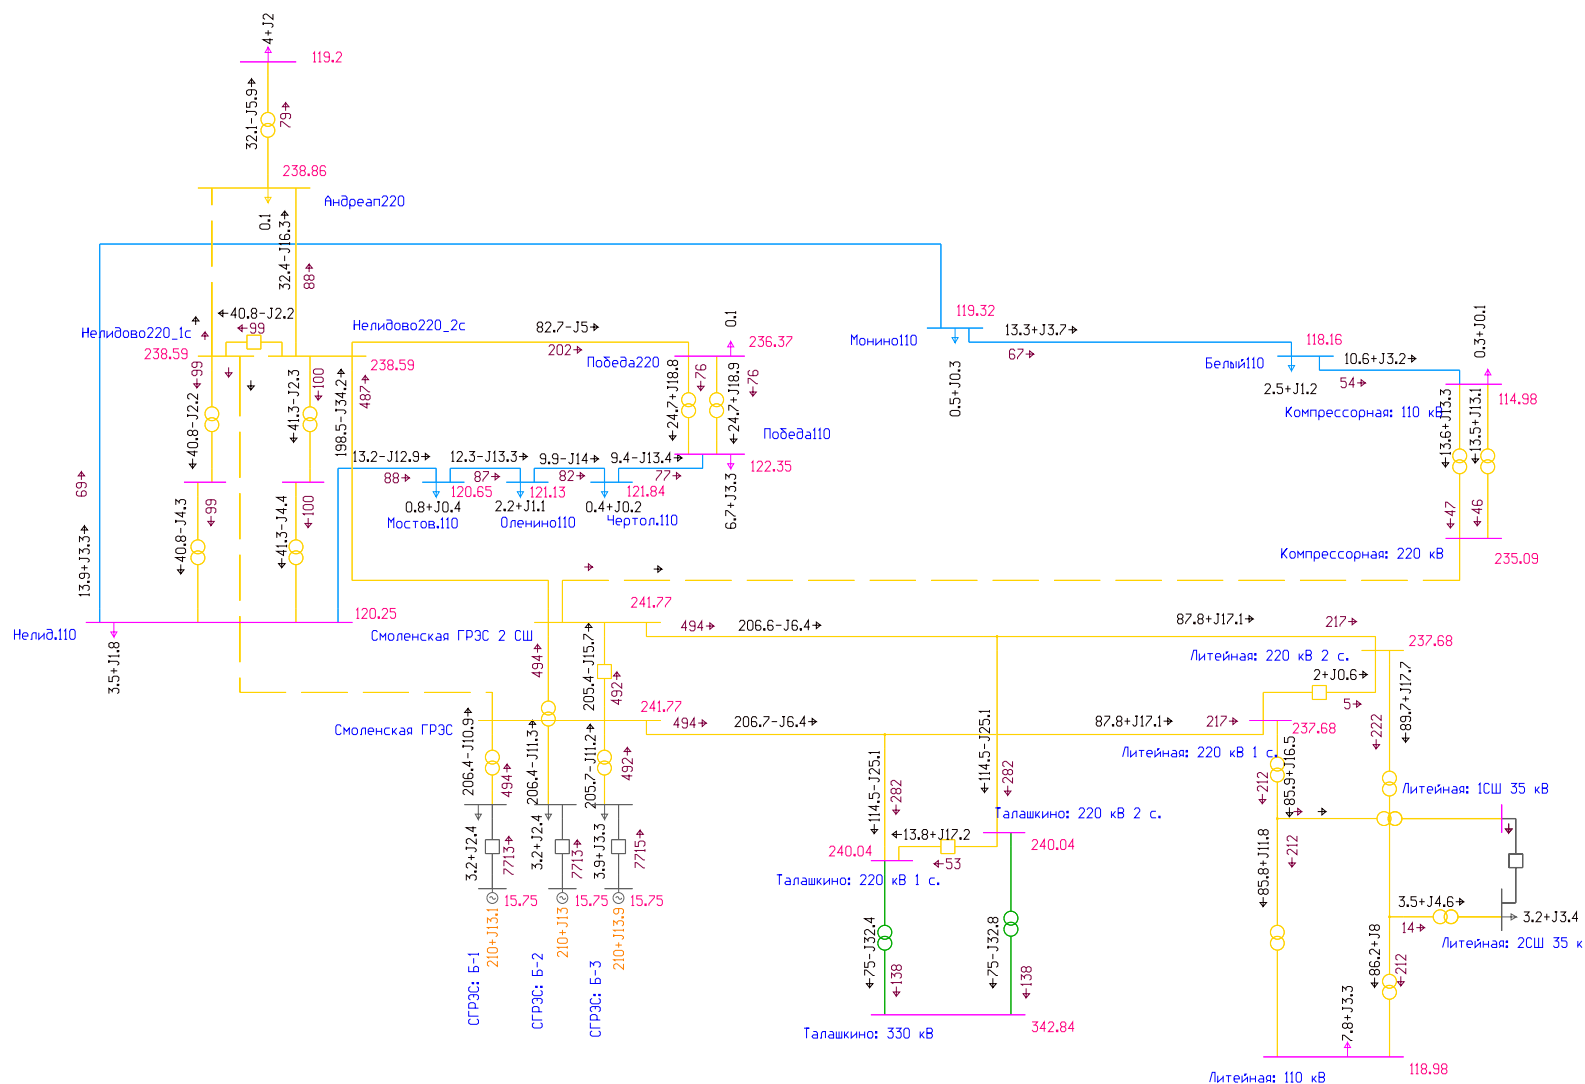 4+J2
119.2
32.1-J5.9
79
238.86
Андреап220
0.1
32.4-J16.3
88
40.8-J2.2
99
Нелидово220_1с
238.59
Нелидово220_2с
238.59
82.7-J5
202
Победа220
0.1
236.37
99
40.8-J2.2
41.3-J2.3
100
198.5-J34.2
487
24.7+J18.8
76
24.7+J18.9
76
Победа110
122.35
6.7+J3.3
13.2-J12.9
88
120.65
0.8+J0.4
Мостов.110
12.3-J13.3
87
121.13
2.2+J1.1
Оленино110
9.9-J14
82
121.84
0.4+J0.2
Чертол.110
9.4-J13.4
77
119.32
Монино110
0.5+J0.3
13.3+J3.7
67
118.16
Белый110
2.5+J1.2
10.6+J3.2
54
0.3+J0.1
114.98
Компрессорная: 110 кВ
13.6+J13.3
13.5+J13.1
47
46
Компрессорная: 220 кВ
235.09
69
13.9+J3.3
40.8-J4.3
99
41.3-J4.4
100
120.25
Нелид.110
3.5+J1.8
241.77
Смоленская ГРЭС 2 СШ
494
206.6-J6.4
87.8+J17.1
217
237.68
Литейная: 220 кВ 2 с.
2+J0.6
5
494
205.4-J15.7
492
241.77
Смоленская ГРЭС
494
206.7-J6.4
87.8+J17.1
217
237.68
Литейная: 220 кВ 1 с.
222
89.7+J17.7
206.4-J10.9
494
206.4-J11.3
205.7-J11.2
492
114.5-J25.1
282
114.5-J25.1
282
212
85.9+J16.5
Литейная: 1СШ 35 кВ
Талашкино: 220 кВ 2 с.
240.04
13.8+J17.2
53
240.04
Талашкино: 220 кВ 1 с.
3.2+J2.4
7713
3.2+J2.4
7713
3.9+J3.3
7715
15.75
15.75
15.75
210+J13.1
210+J13
210+J13.9
СГРЭС: Б-1
СГРЭС: Б-2
СГРЭС: Б-3
75-J32.4
138
75-J32.8
138
Талашкино: 330 кВ
342.84
85.8+J11.8
212
3.5+J4.6
14
3.2+J3.4
Литейная: 2СШ 35 к
86.2+J8
212
7.8+J3.3
118.98
Литейная: 110 кВ